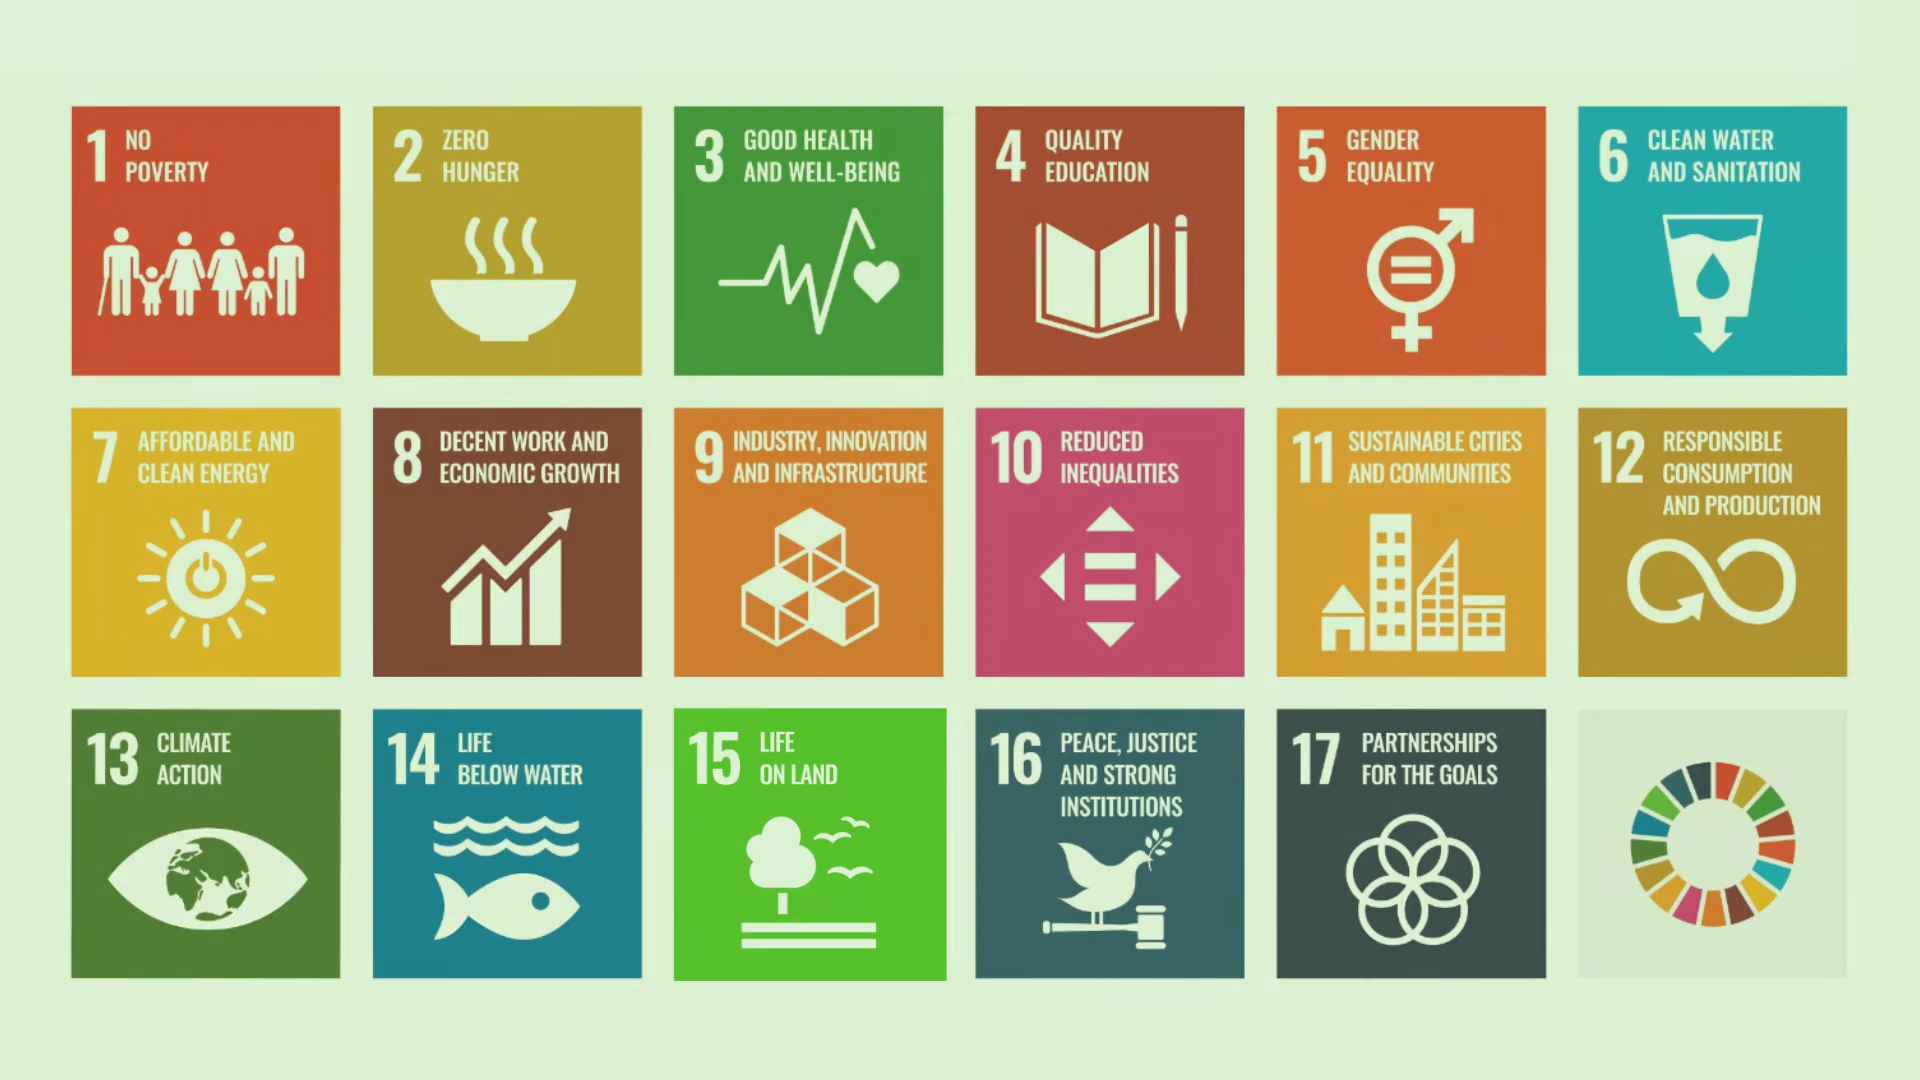 1 NO
POVERTY
2 ZERO
HUNGER
3 GOOD HEALTH
AND WELL-BEING
4 QUALITY
EDUCATION
5 GENDER
EQUALITY
6 CLEAN WATER
AND SANITATION
7 AFFORDABLE AND
CLEAN ENERGY
8 DECENT WORK AND
ECONOMIC GROWTH
9 INDUSTRY, INNOVATION
AND INFRASTRUCTURE
10 REDUCED
INEQUALITIES
11 SUSTAINABLE CITIES
AND COMMUNITIES
12 RESPONSIBLE
CONSUMPTION
AND PRODUCTION
13 CLIMATE
ACTION
14 LIFE
BELOW WATER
15 LIFE
ON LAND
16 PEACE, JUSTICE
AND STRONG
INSTITUTIONS
17 PARTNERSHIPS
FOR THE GOALS